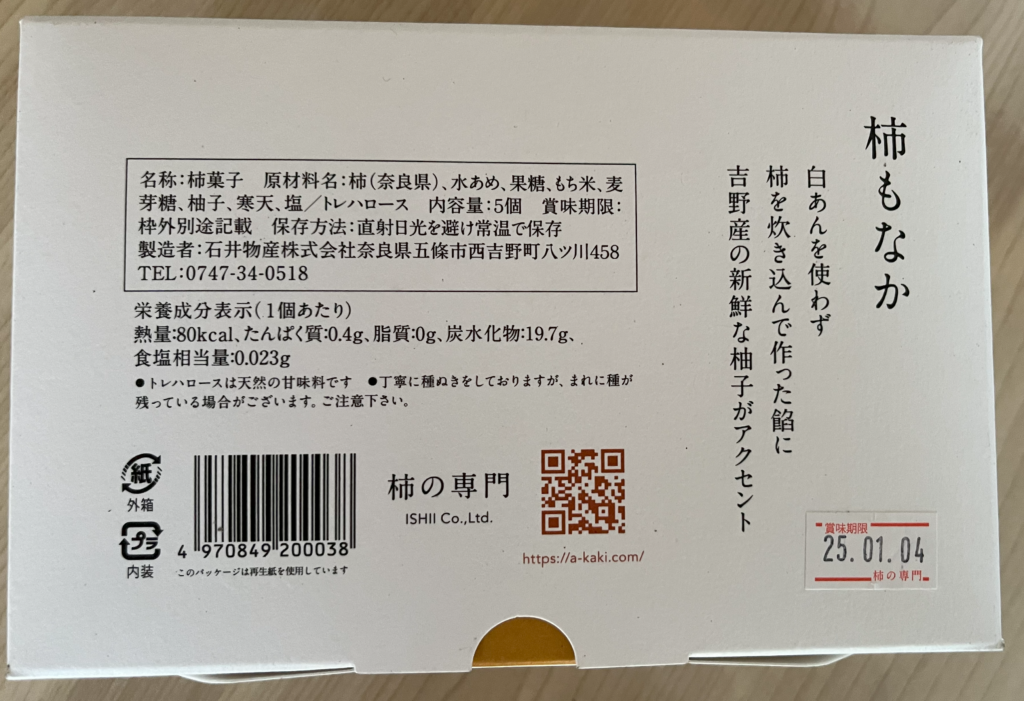 柿もなか
白あんを使わず
柿を炊き込んで作った餡に
吉野産の新鮮な柚子がアクセント
名称：柿菓子　原材料名：柿（奈良県）、水あめ、果糖、もち米、麦
芽糖、柚子、寒天、塩／トレハロース　内容量：5個　賞味期限：
枠外別途記載　保存方法：直射日光を避け常温で保存
製造者：石井物産株式会社奈良県五條市西吉野町八ツ川458
TEL：0747-34-0518
栄養成分表示（1個あたり）
熱量：80kcal、たんぱく質：0.4g、脂質：0g、炭水化物：19.7g、
食塩相当量：0.023g
●トレハロースは天然の甘味料です　●丁寧に種ぬきをしておりますが、まれに種が
残っている場合がございます。ご注意下さい。
紙
外箱
プラ
内装
4 970849 200038
このパッケージは再生紙を使用しています
柿の専門
ISHII Co.,Ltd.
https://a-kaki.com/
賞味期限
25.01.04
柿の専門